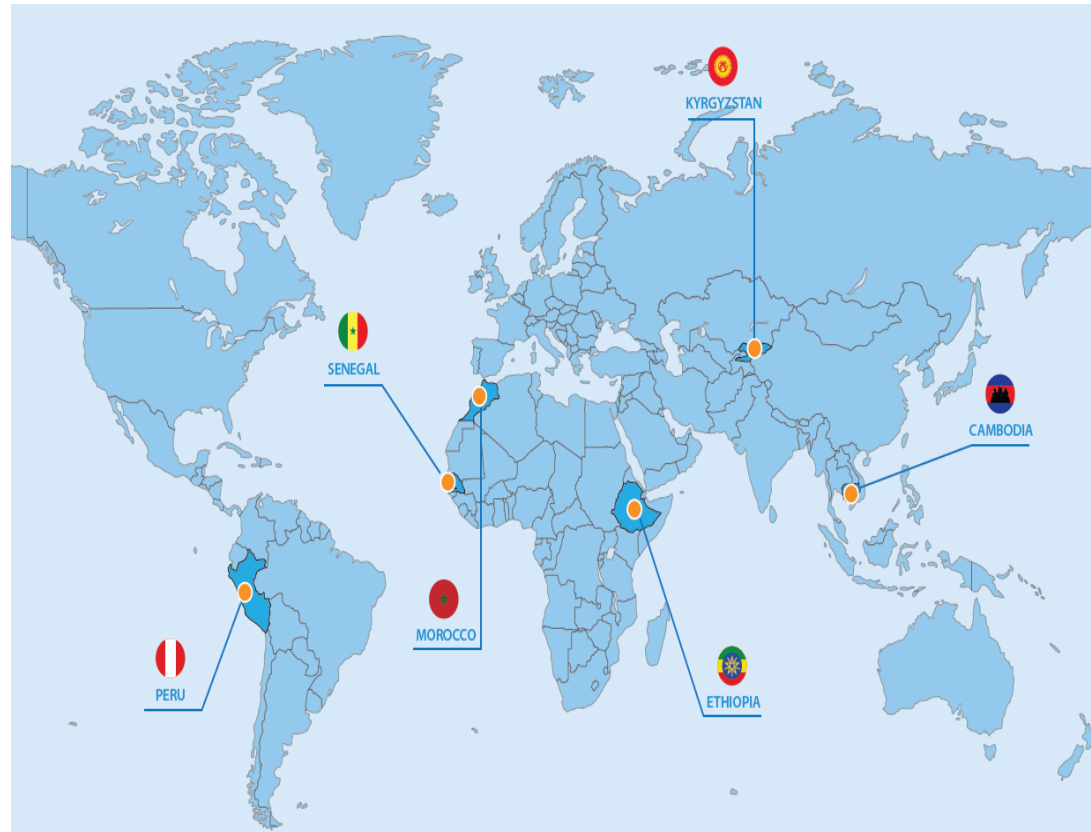 KYRGYZSTAN
SENEGAL
CAMBODIA
MOROCCO
PERU
ETHIOPIA